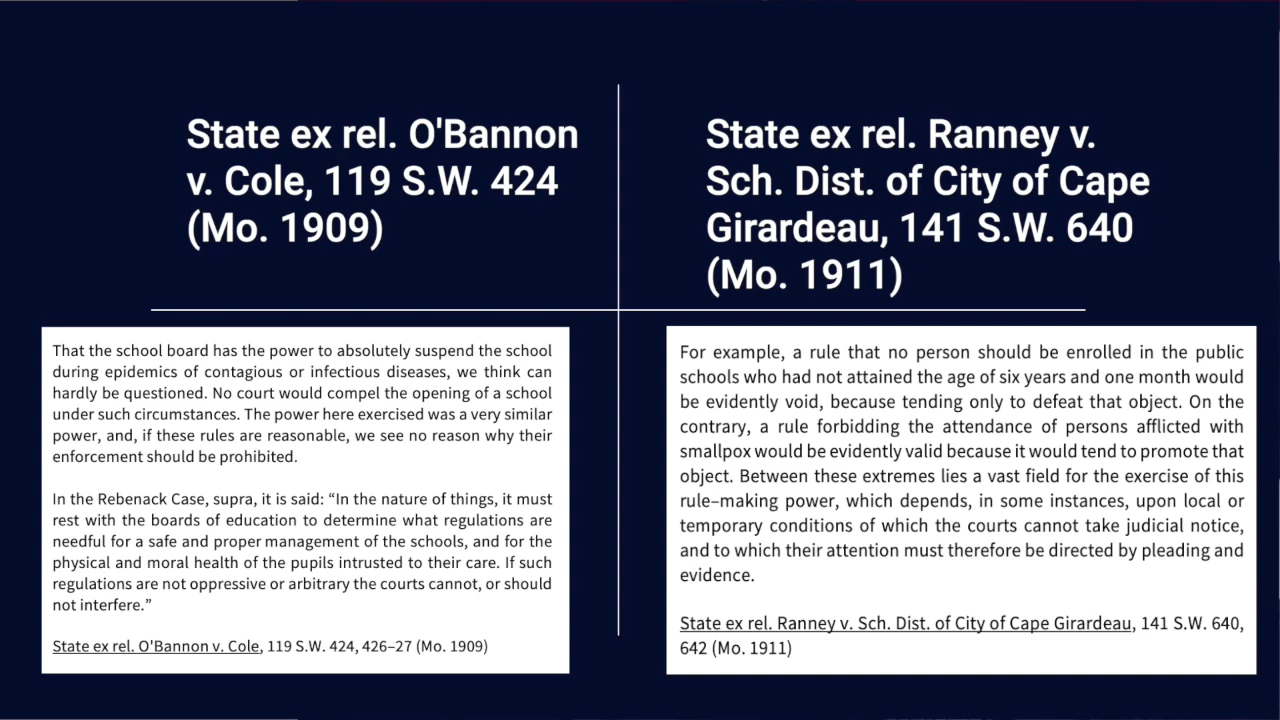 State ex rel. O'Bannon
v. Cole, 119 S.W. 424
(Mo. 1909)
That the school board has the power to absolutely suspend the school
during epidemics of contagious or infectious diseases, we think can
hardly be questioned. No court would compel the opening of a school
under such circumstances. The power here exercised was a very similar
power, and, if these rules are reasonable, we see no reason why their
enforcement should be prohibited.
In the Rebenack Case, supra, it is said: “In the nature of things, it must
rest with the boards of education to determine what regulations are
needful for a safe and proper management of the schools, and for the
physical and moral health of the pupils intrusted to their care. If such
regulations are not oppressive or arbitrary the courts cannot, or should
not interfere.”
State ex rel. O'Bannon v. Cole, 119 S.W. 424, 426–27 (Mo. 1909)
State ex rel. Ranney v.
Sch. Dist. of City of Cape
Girardeau, 141 S.W. 640
(Mo. 1911)
For example, a rule that no person should be enrolled in the public
schools who had not attained the age of six years and one month would
be evidently void, because tending only to defeat that object. On the
contrary, a rule forbidding the attendance of persons afflicted with
smallpox would be evidently valid because it would tend to promote that
object. Between these extremes lies a vast field for the exercise of this
rule–making power, which depends, in some instances, upon local or
temporary conditions of which the courts cannot take judicial notice,
and to which their attention must therefore be directed by pleading and
evidence.
State ex rel. Ranney v. Sch. Dist. of City of Cape Girardeau, 141 S.W. 640,
642 (Mo. 1911)